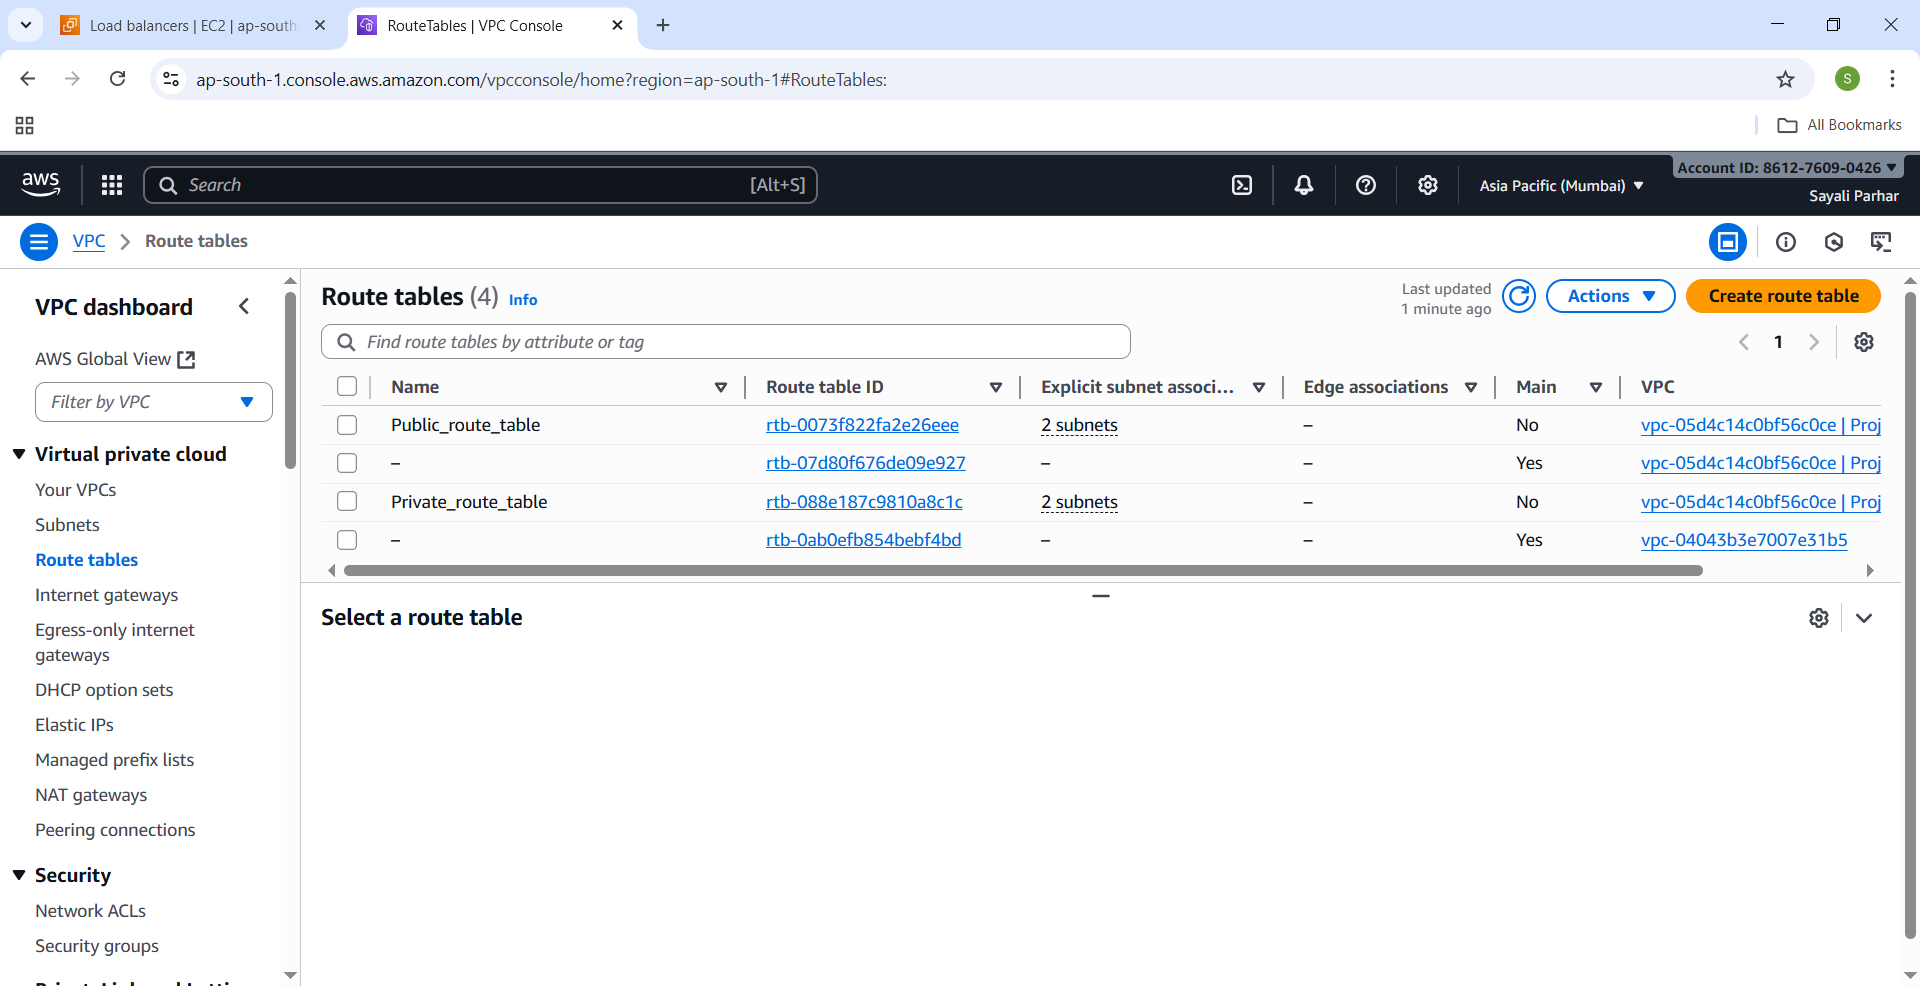 Load balancers | EC2 | ap-south
RouteTables | VPC Console
ap-south-1.console.aws.amazon.com/vpcconsole/home?region=ap-south-1#RouteTables:
S
All Bookmarks
aws
Search
[Alt+S]
Asia Pacific (Mumbai)
Account ID: 8612-7609-0426
Sayali Parhar
VPC
Route tables
VPC dashboard
AWS Global View
Filter by VPC
Virtual private cloud
Your VPCs
Subnets
Route tables
Internet gateways
Egress-only internet
gateways
DHCP option sets
Elastic IPs
Managed prefix lists
NAT gateways
Peering connections
Security
Network ACLs
Security groups
Route tables (4) Info
Last updated
1 minute ago
Actions
Create route table
Find route tables by attribute or tag
1
Name Route table ID Explicit subnet associ... Edge associations Main VPC
Public_route_table rtb-0073f822fa2e26eee 2 subnets – No vpc-05d4c14c0bf56c0ce | Proj
– rtb-07d80f676de09e927 – – Yes vpc-05d4c14c0bf56c0ce | Proj
Private_route_table rtb-088e187c9810a8c1c 2 subnets – No vpc-05d4c14c0bf56c0ce | Proj
– rtb-0ab0efb854bebf4bd – – Yes vpc-04043b3e7007e31b5
Select a route table